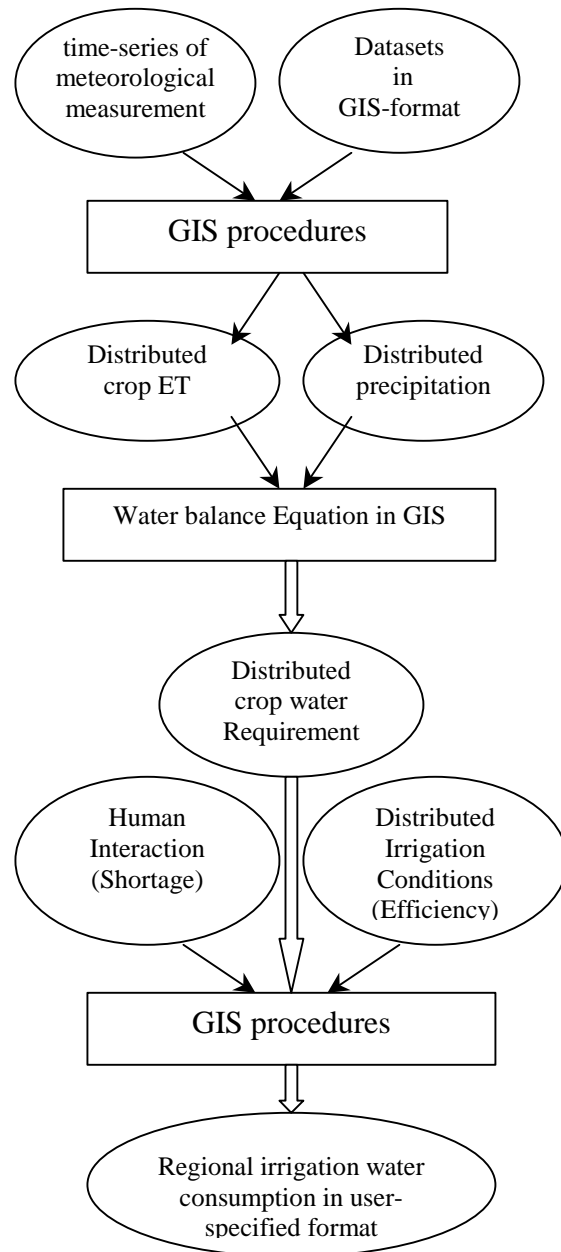 time-series of
meteorological
measurement
Datasets
in
GIS-format
GIS procedures
Distributed
crop ET
Distributed
precipitation
Water balance Equation in GIS
Distributed
crop water
Requirement
Human
Interaction
(Shortage)
Distributed
Irrigation
Conditions
(Efficiency)
GIS procedures
Regional irrigation water
consumption in user-
specified format